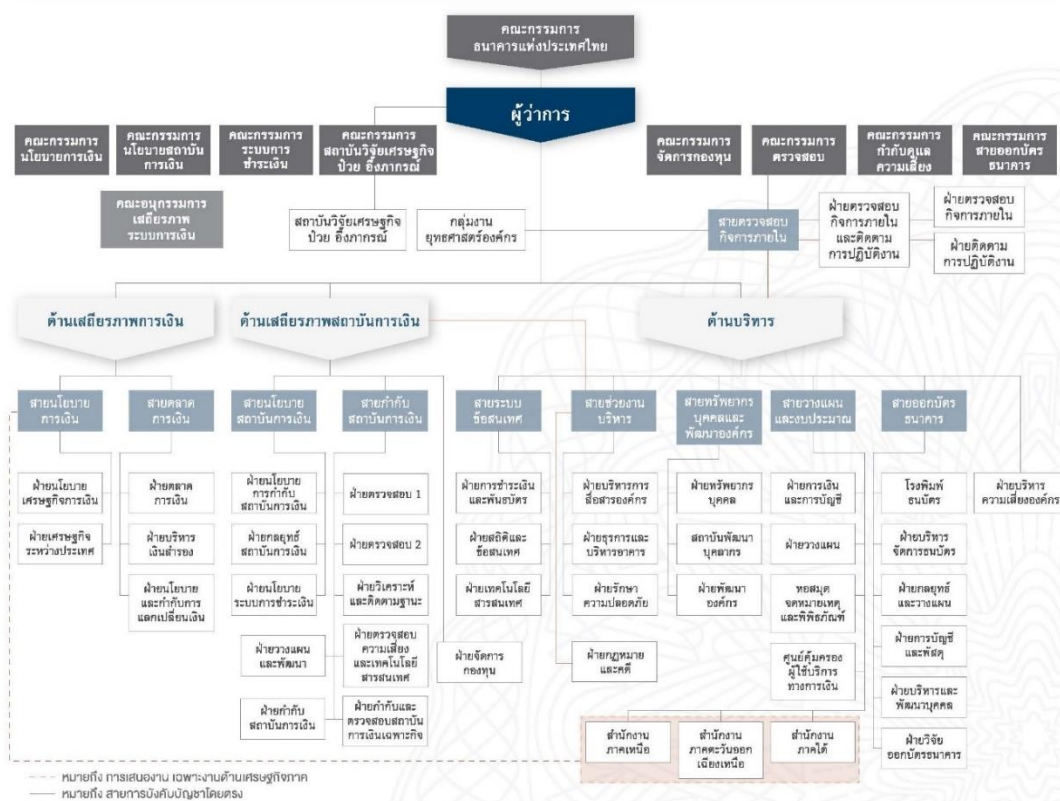 คณะกรรมการ
ธนาคารแห่งประเทศไทย
ผู้ว่าการ
คณะกรรมการ
นโยบายการเงิน
คณะกรรมการ
นโยบายสถาบัน
การเงิน
คณะกรรมการ
ระบบการ
ชำระเงิน
คณะกรรมการ
สถาบันวิจัยเศรษฐกิจ
ป๋วย อึ๊งภากรณ์
คณะกรรมการ
จัดการกองทุน
คณะกรรมการ
ตรวจสอบ
คณะกรรมการ
กำกับดูแล
ความเสี่ยง
คณะกรรมการ
สายออกบัตร
ธนาคาร
คณะอนุกรรมการ
เสถียรภาพ
ระบบการเงิน
สถาบันวิจัยเศรษฐกิจ
ป๋วย อึ๊งภากรณ์
กลุ่มงาน
ยุทธศาสตร์องค์กร
สายตรวจสอบ
กิจการภายใน
ฝ่ายตรวจสอบ
กิจการภายใน
และติดตาม
การปฏิบัติงาน
ฝ่ายตรวจสอบ
กิจการภายใน
ฝ่ายติดตาม
การปฏิบัติงาน
ด้านเสถียรภาพการเงิน
ด้านเสถียรภาพสถาบันการเงิน
ด้านบริหาร
สายนโยบาย
การเงิน
สายตลาด
การเงิน
สายนโยบาย
สถาบันการเงิน
สายกำกับ
สถาบันการเงิน
สายระบบ
ข้อสนเทศ
สายช่วยงาน
บริหาร
สายทรัพยากร
บุคคลและ
พัฒนาองค์กร
สายวางแผน
และงบประมาณ
สายออกบัตร
ธนาคาร
ฝ่ายนโยบาย
เศรษฐกิจการเงิน
ฝ่ายตลาด
การเงิน
ฝ่ายนโยบาย
การกำกับ
สถาบันการเงิน
ฝ่ายตรวจสอบ 1
ฝ่ายการชำระเงิน
และพันธบัตร
ฝ่ายบริหารการ
สื่อสารองค์กร
ฝ่ายทรัพยากร
บุคคล
ฝ่ายการเงิน
และการบัญชี
โรงพิมพ์
ธนบัตร
ฝ่ายบริหาร
ความเสี่ยงองค์กร
ฝ่ายเศรษฐกิจ
ระหว่างประเทศ
ฝ่ายบริหาร
เงินสำรอง
ฝ่ายกลยุทธ์
สถาบันการเงิน
ฝ่ายตรวจสอบ 2
ฝ่ายสถิติและ
ข้อสนเทศ
ฝ่ายธุรการและ
บริหารอาคาร
สถาบันพัฒนา
บุคลากร
ฝ่ายวางแผน
ฝ่ายบริหาร
จัดการธนบัตร
ฝ่ายนโยบาย
และกำกับการ
แลกเปลี่ยนเงิน
ฝ่ายนโยบาย
ระบบการชำระเงิน
ฝ่ายวิเคราะห์
และติดตามฐานะ
ฝ่ายเทคโนโลยี
สารสนเทศ
ฝ่ายรักษา
ความปลอดภัย
ฝ่ายพัฒนา
องค์กร
หอสมุด
จดหมายเหตุ
และพิพิธภัณฑ์
ฝ่ายกลยุทธ์
และวางแผน
ฝ่ายวางแผน
และพัฒนา
ฝ่ายตรวจสอบ
ความเสี่ยง
และเทคโนโลยี
สารสนเทศ
ฝ่ายจัดการ
กองทุน
ฝ่ายกฎหมาย
และคดี
ศูนย์คุ้มครอง
ผู้ใช้บริการ
ทางการเงิน
ฝ่ายการบัญชี
และพัสดุ
ฝ่ายกำกับ
สถาบันการเงิน
ฝ่ายกำกับและ
ตรวจสอบสถาบัน
การเงินเฉพาะกิจ
ฝ่ายบริหารและ
พัฒนาบุคคล
สำนักงาน
ภาคเหนือ
สำนักงาน
ภาคตะวันออก
เฉียงเหนือ
สำนักงาน
ภาคใต้
ฝ่ายวิจัย
ออกบัตรธนาคาร
หมายถึง การเสนองาน เฉพาะงานด้านเศรษฐกิจภาค
หมายถึง สายการบังคับบัญชาโดยตรง